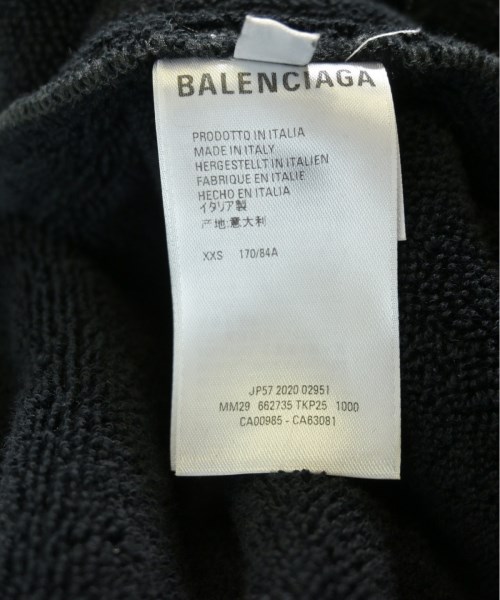 BALENCIAGA
PRODOTTO IN ITALIA
MADE IN ITALY
HERGESTELLT IN ITALIEN
FABRIQUE EN ITALIE
HECHO EN ITALIA
イタリア製
产地:意大利
XXS 170/84A
JP57 2020 02951
MM29 662735 TKP25 1000
CA00985 - CA63081